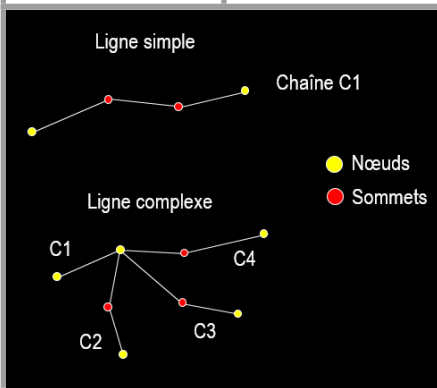 Ligne simple
Chaîne C1
Nœuds
Sommets
Ligne complexe
C1
C4
C3
C2